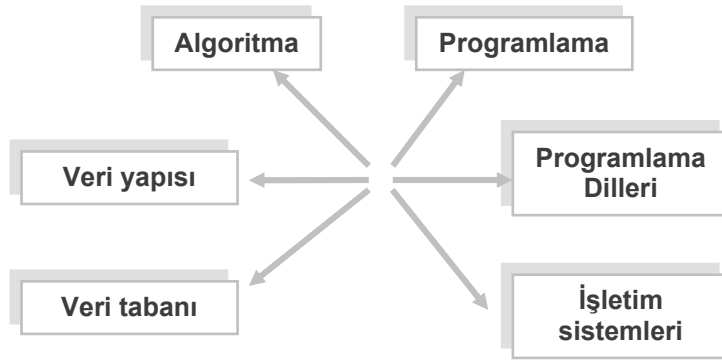 Algoritma
Programlama
Veri yapısı
Programlama
Dilleri
Veri tabanı
İşletim
sistemleri